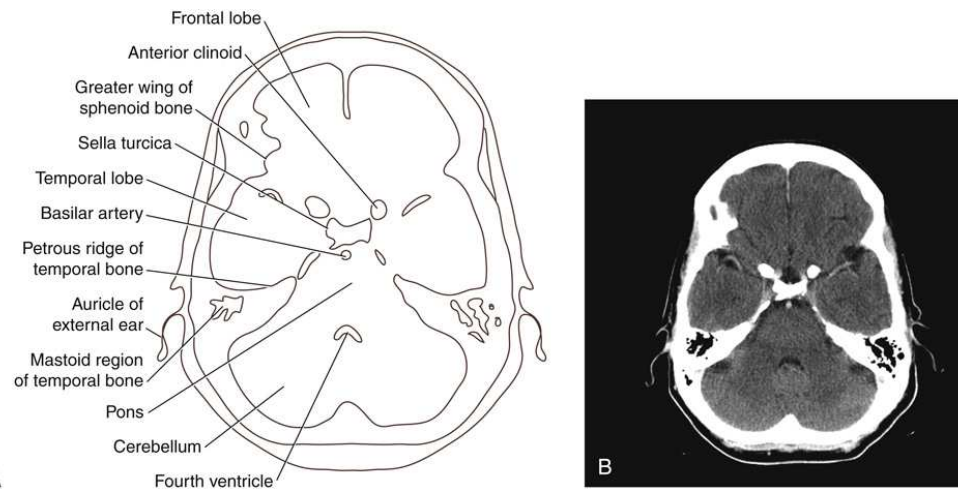 Frontal lobe
Anterior clinoid
Greater wing of
sphenoid bone
Sella turcica
Temporal lobe
Basilar artery
Petrous ridge of
temporal bone
Auricle of
external ear
Mastoid region
of temporal bone
Pons
Cerebellum
Fourth ventricle
B